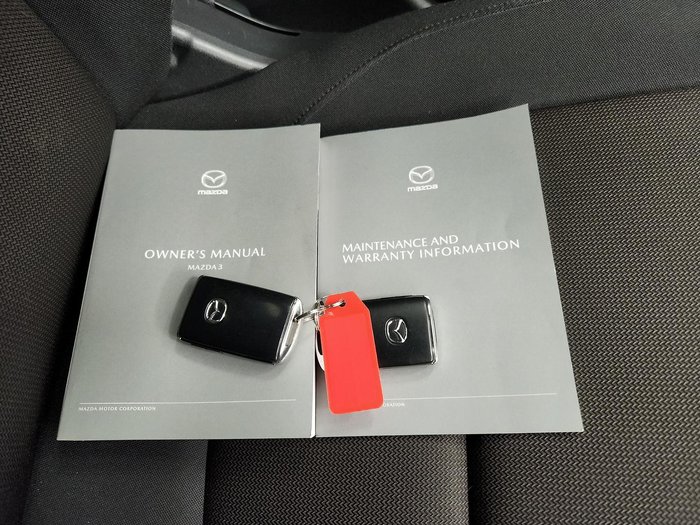 mazda
OWNER'S MANUAL
MAZDA 3
MAZDA MOTOR CORPORATION
mazda
MAINTENANCE AND
WARRANTY INFORMATION